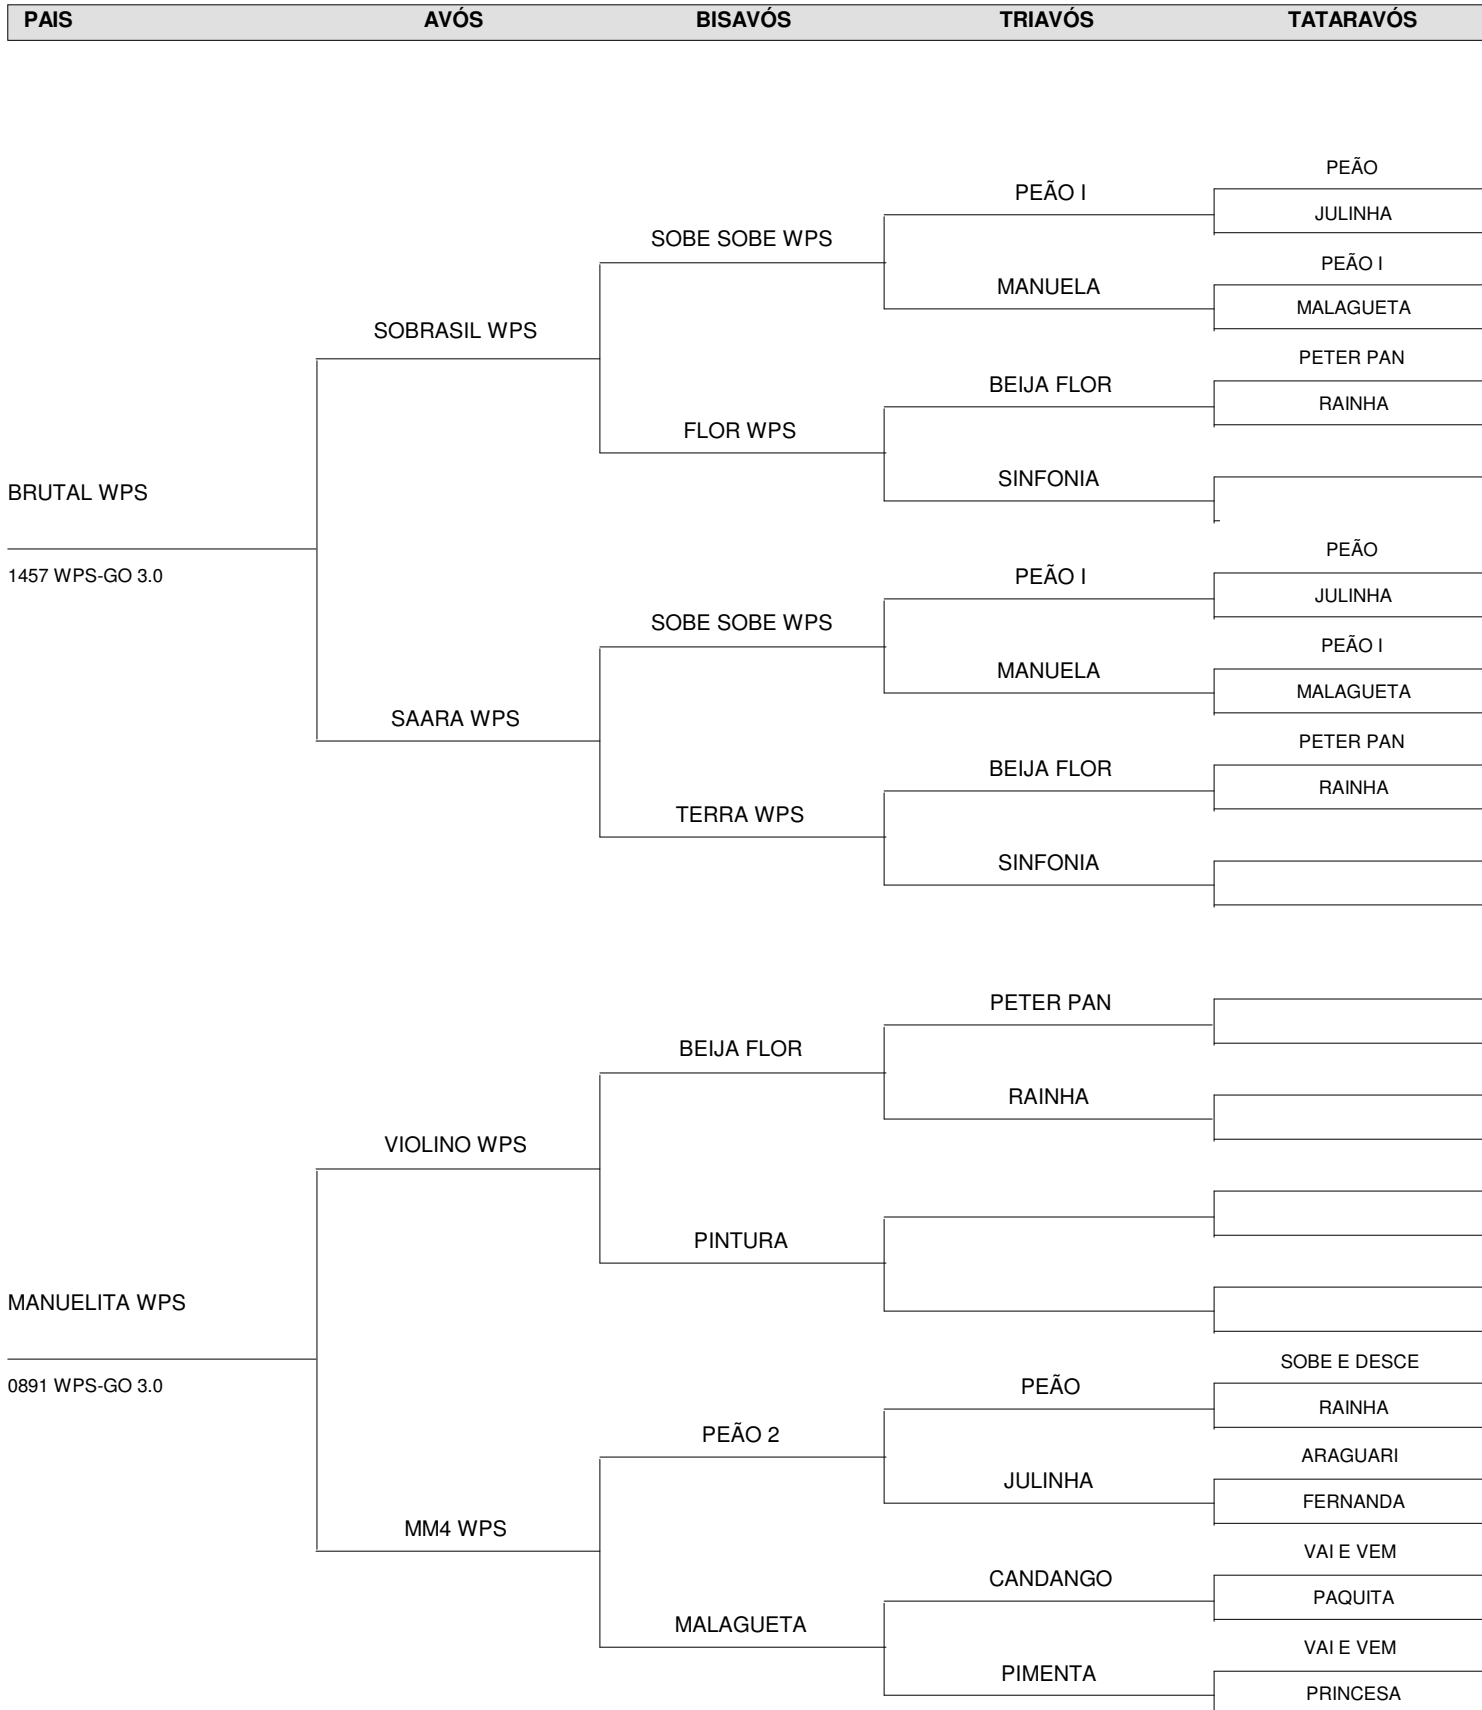 PAIS AVÓS BISAVÓS TRIAVÓS TATARAVÓS
PEÃO
PEÃO I
JULINHA
SOBE SOBE WPS
PEÃO I
MANUELA
MALAGUETA
SOBRASIL WPS
PETER PAN
BEIJA FLOR
RAINHA
FLOR WPS
SINFONIA
BRUTAL WPS
PEÃO
1457 WPS-GO 3.0
PEÃO I
JULINHA
SOBE SOBE WPS
PEÃO I
MANUELA
MALAGUETA
SAARA WPS
PETER PAN
BEIJA FLOR
RAINHA
TERRA WPS
SINFONIA
PETER PAN
BEIJA FLOR
RAINHA
VIOLINO WPS
PINTURA
MANUELITA WPS
SOBE E DESCE
0891 WPS-GO 3.0
PEÃO
RAINHA
PEÃO 2
ARAGUARI
JULINHA
FERNANDA
MM4 WPS
VAI E VEM
CANDANGO
PAQUITA
MALAGUETA
VAI E VEM
PIMENTA
PRINCESA